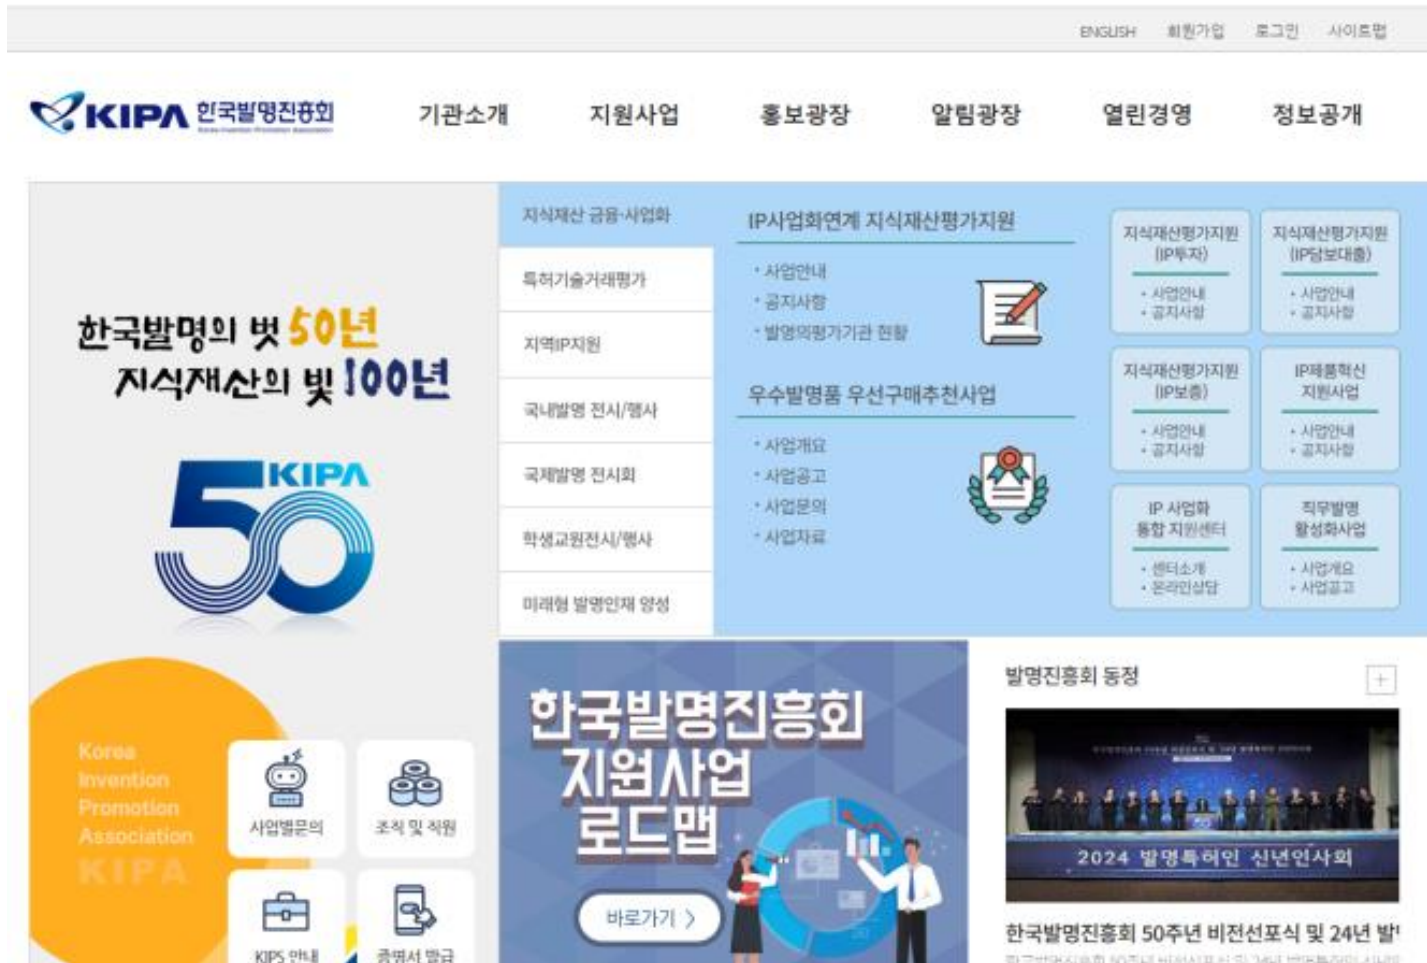 ENGLISH 회원가입 로그인 사이트맵
KIPA 한국발명진흥회
Korea Invention Promotion Association
기관소개 지원사업 홍보광장 알림광장 열린경영 정보공개
한국발명의 벗 50년
지식재산의 빛 100년
50 KIPA
Korea
Invention
Promotion
Association
KIPA
사업별문의
조직 및 직원
KIPS 안내
증명서 발급
지식재산 금융·사업화
특허기술거래평가
지역IP지원
국내발명 전시/행사
국제발명 전시회
학생교원전시/행사
미래형 발명인재 양성
IP사업화연계 지식재산평가지원
• 사업안내
• 공지사항
• 발명의평가기관 현황
우수발명품 우선구매추천사업
• 사업개요
• 사업공고
• 사업문의
• 사업자료
지식재산평가지원
(IP투자)
• 사업안내
• 공지사항
지식재산평가지원
(IP담보대출)
• 사업안내
• 공지사항
지식재산평가지원
(IP보증)
• 사업안내
• 공지사항
IP제품혁신
지원사업
• 사업안내
• 공지사항
IP 사업화
통합 지원센터
• 센터소개
• 온라인상담
직무발명
활성화사업
• 사업개요
• 사업공고
한국발명진흥회
지원사업
로드맵
바로가기 >
발명진흥회 동정 +
2024 발명특허인 신년인사회
한국발명진흥회 50주년 비전선포식 및 24년 발